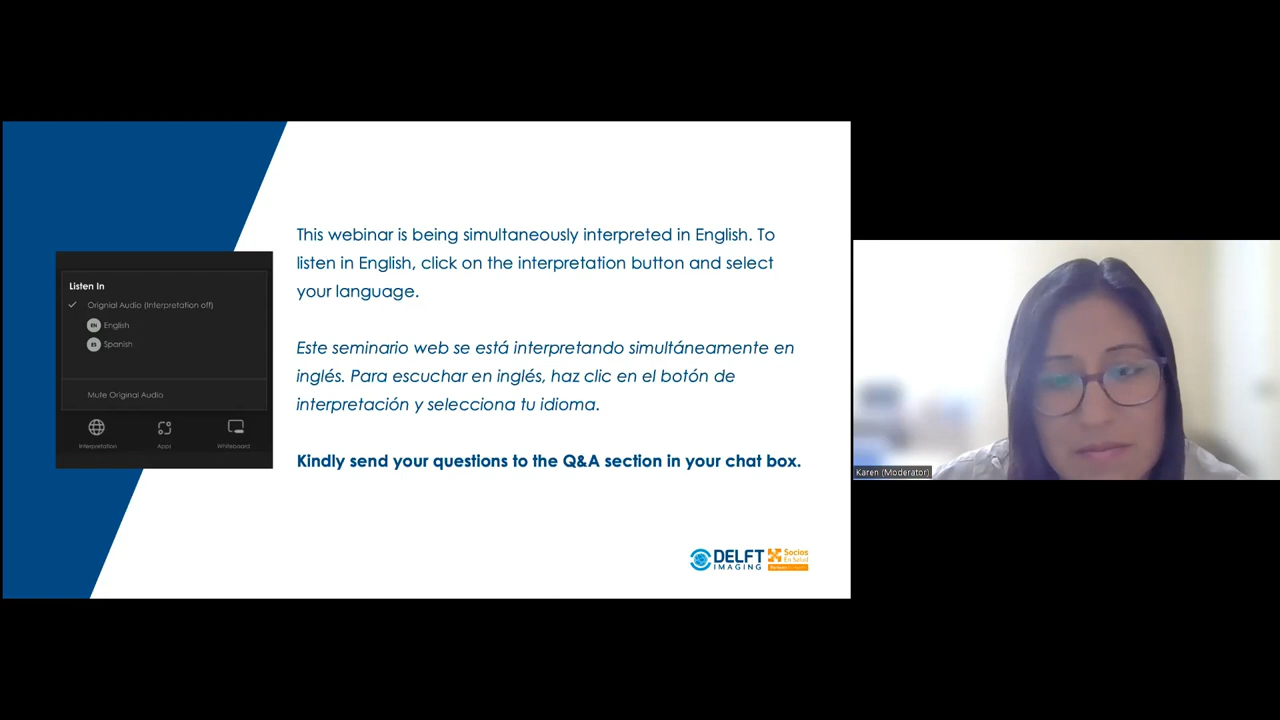 This webinar is being simultaneously interpreted in English. To
listen in English, click on the interpretation button and select
your language.
Este seminario web se está interpretando simultáneamente en
inglés. Para escuchar en inglés, haz clic en el botón de
interpretación y selecciona tu idioma.
Kindly send your questions to the Q&A section in your chat box.
Listen In
Orignial Audio (Interpretation off)
EN English
ES Spanish
Mute Original Audio
Interpretation Apps Whiteboard
DELFT
IMAGING
Socios
En Salud
Karen (Moderator)